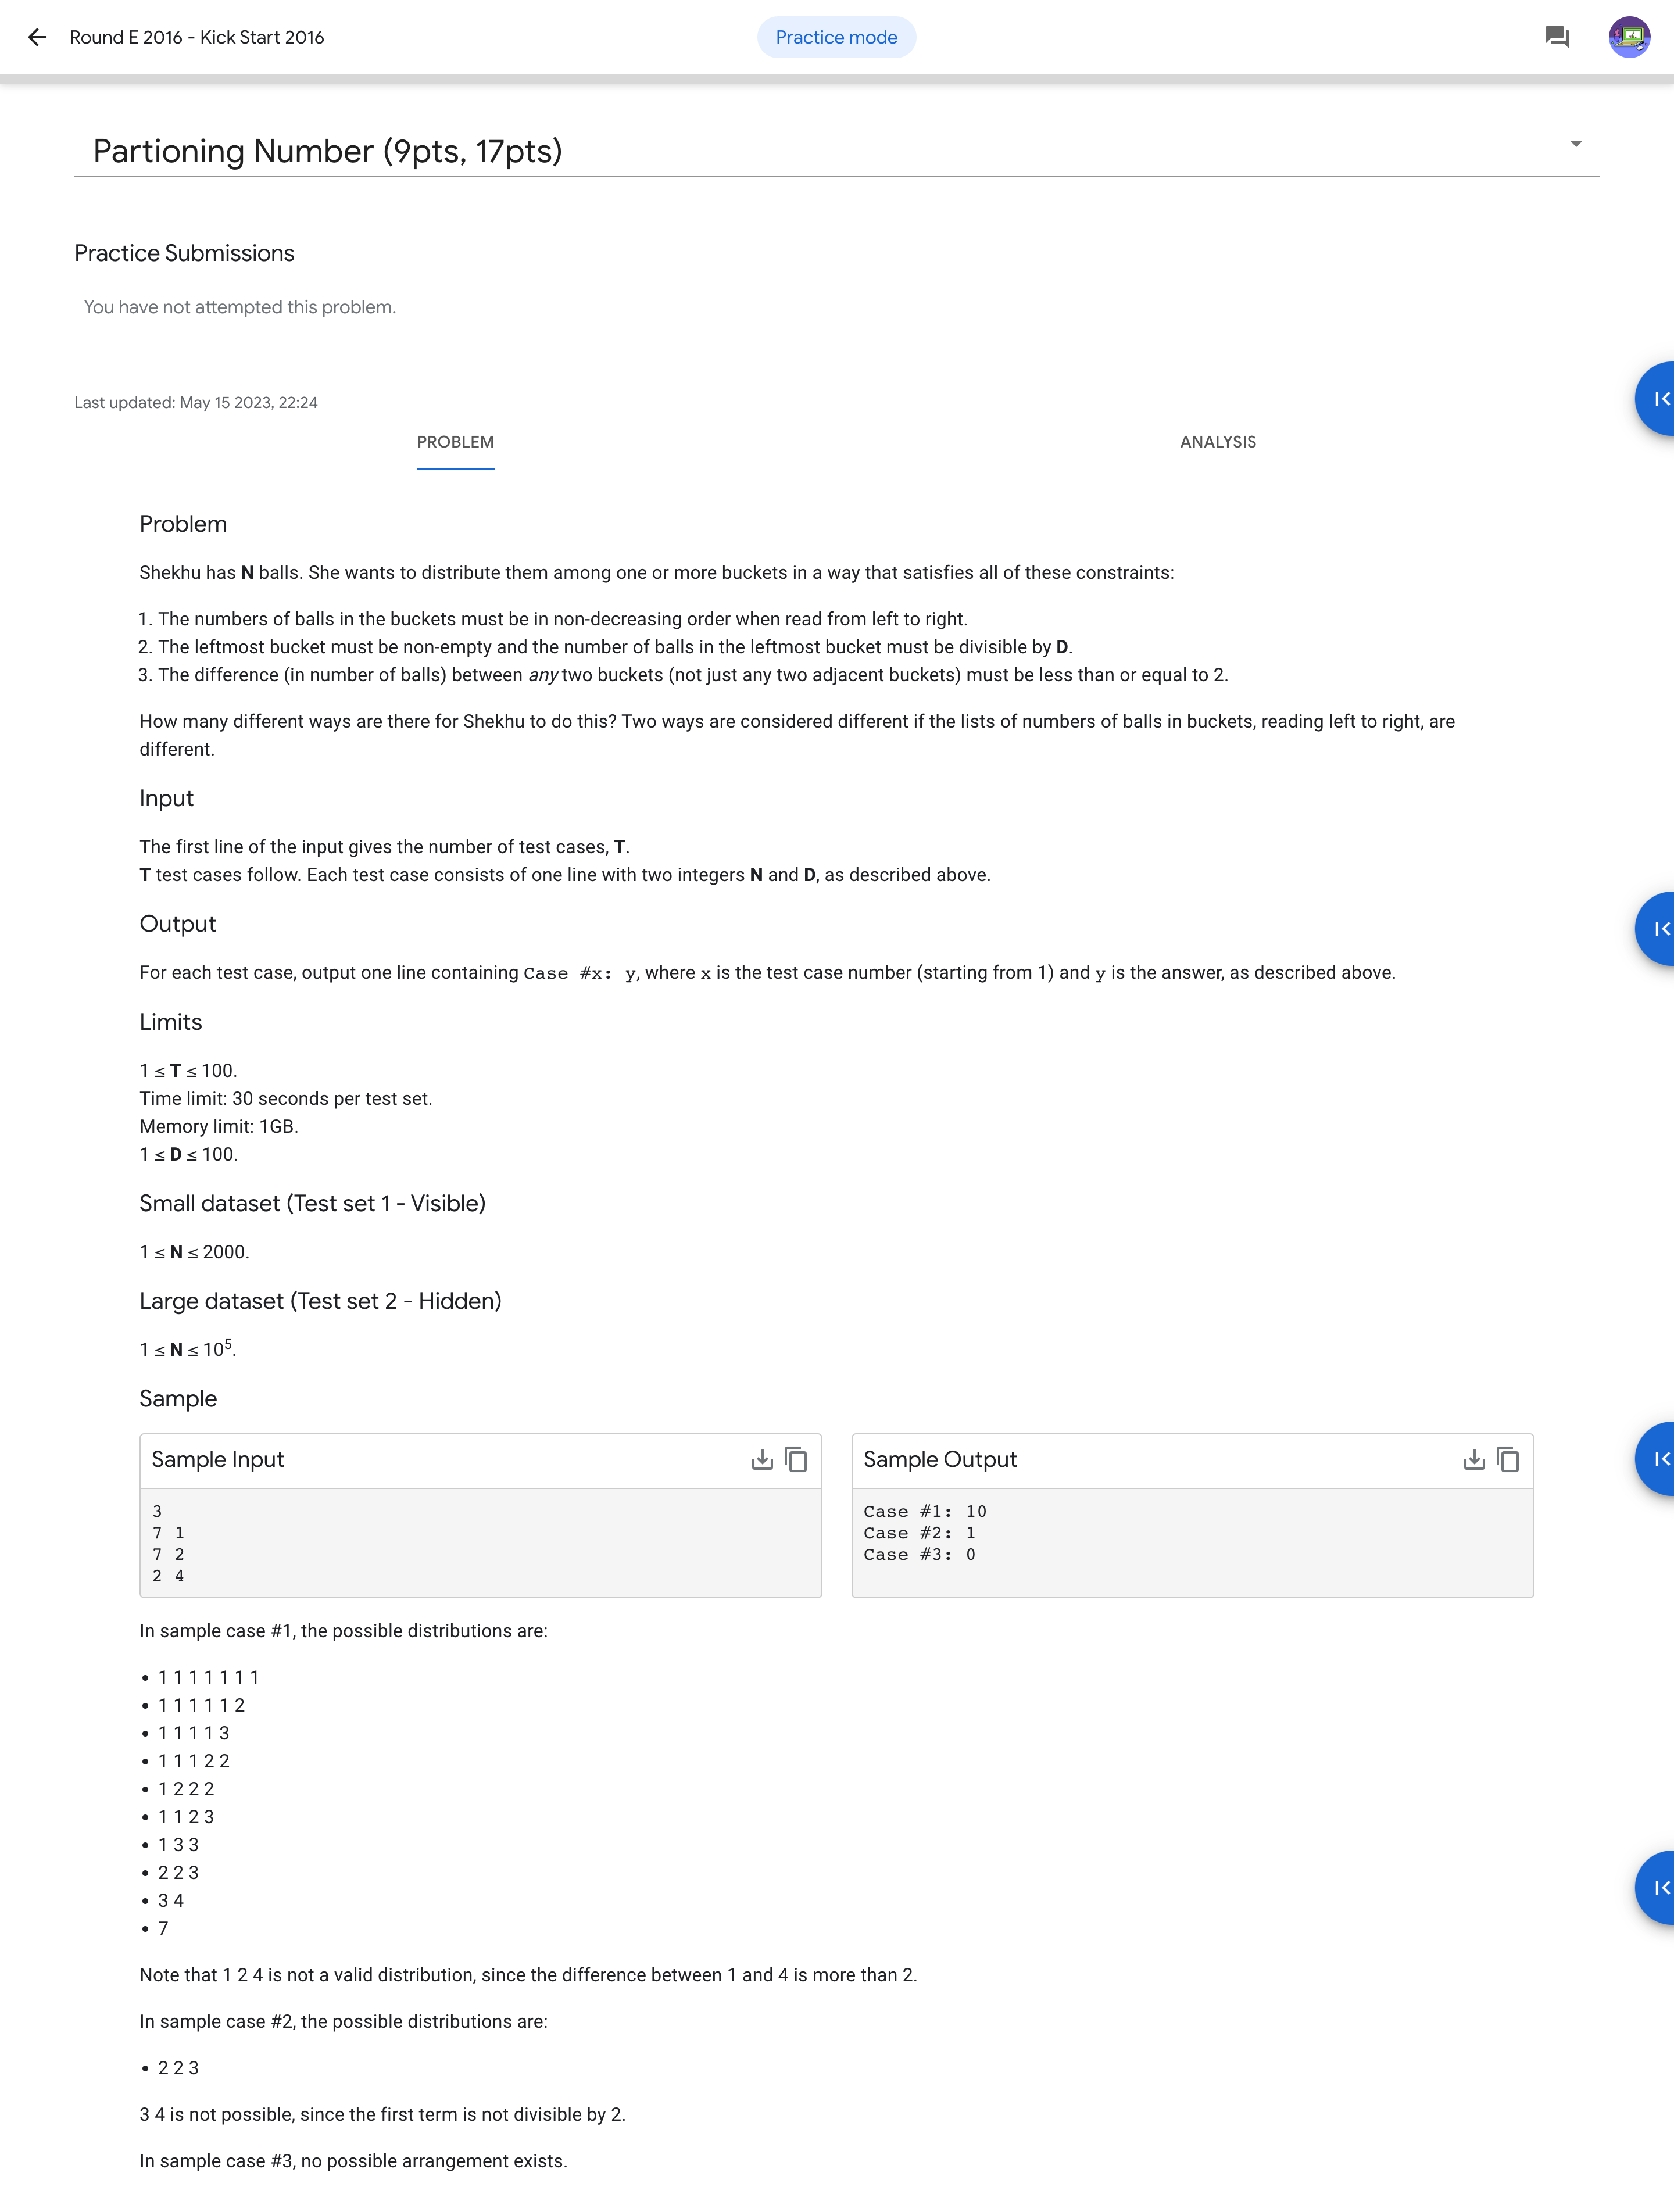 Round E 2016 - Kick Start 2016
Practice mode
Partioning Number (9pts, 17pts)
Practice Submissions
You have not attempted this problem.
Last updated: May 15 2023, 22:24
PROBLEM
ANALYSIS
Problem
Shekhu has N balls. She wants to distribute them among one or more buckets in a way that satisfies all of these constraints:
1. The numbers of balls in the buckets must be in non-decreasing order when read from left to right.
2. The leftmost bucket must be non-empty and the number of balls in the leftmost bucket must be divisible by D.
3. The difference (in number of balls) between any two buckets (not just any two adjacent buckets) must be less than or equal to 2.
How many different ways are there for Shekhu to do this? Two ways are considered different if the lists of numbers of balls in buckets, reading left to right, are
different.
Input
The first line of the input gives the number of test cases, T.
T test cases follow. Each test case consists of one line with two integers N and D, as described above.
Output
For each test case, output one line containing Case #x: y, where x is the test case number (starting from 1) and y is the answer, as described above.
Limits
1 ≤ T ≤ 100.
Time limit: 30 seconds per test set.
Memory limit: 1GB.
1 ≤ D ≤ 100.
Small dataset (Test set 1 - Visible)
1 ≤ N ≤ 2000.
Large dataset (Test set 2 - Hidden)
1 ≤ N ≤ 10⁵.
Sample
Sample Input
3
7 1
7 2
2 4
Sample Output
Case #1: 10
Case #2: 1
Case #3: 0
In sample case #1, the possible distributions are:
• 1 1 1 1 1 1 1
• 1 1 1 1 1 2
• 1 1 1 1 3
• 1 1 1 2 2
• 1 2 2 2
• 1 1 2 3
• 1 3 3
• 2 2 3
• 3 4
• 7
Note that 1 2 4 is not a valid distribution, since the difference between 1 and 4 is more than 2.
In sample case #2, the possible distributions are:
• 2 2 3
3 4 is not possible, since the first term is not divisible by 2.
In sample case #3, no possible arrangement exists.